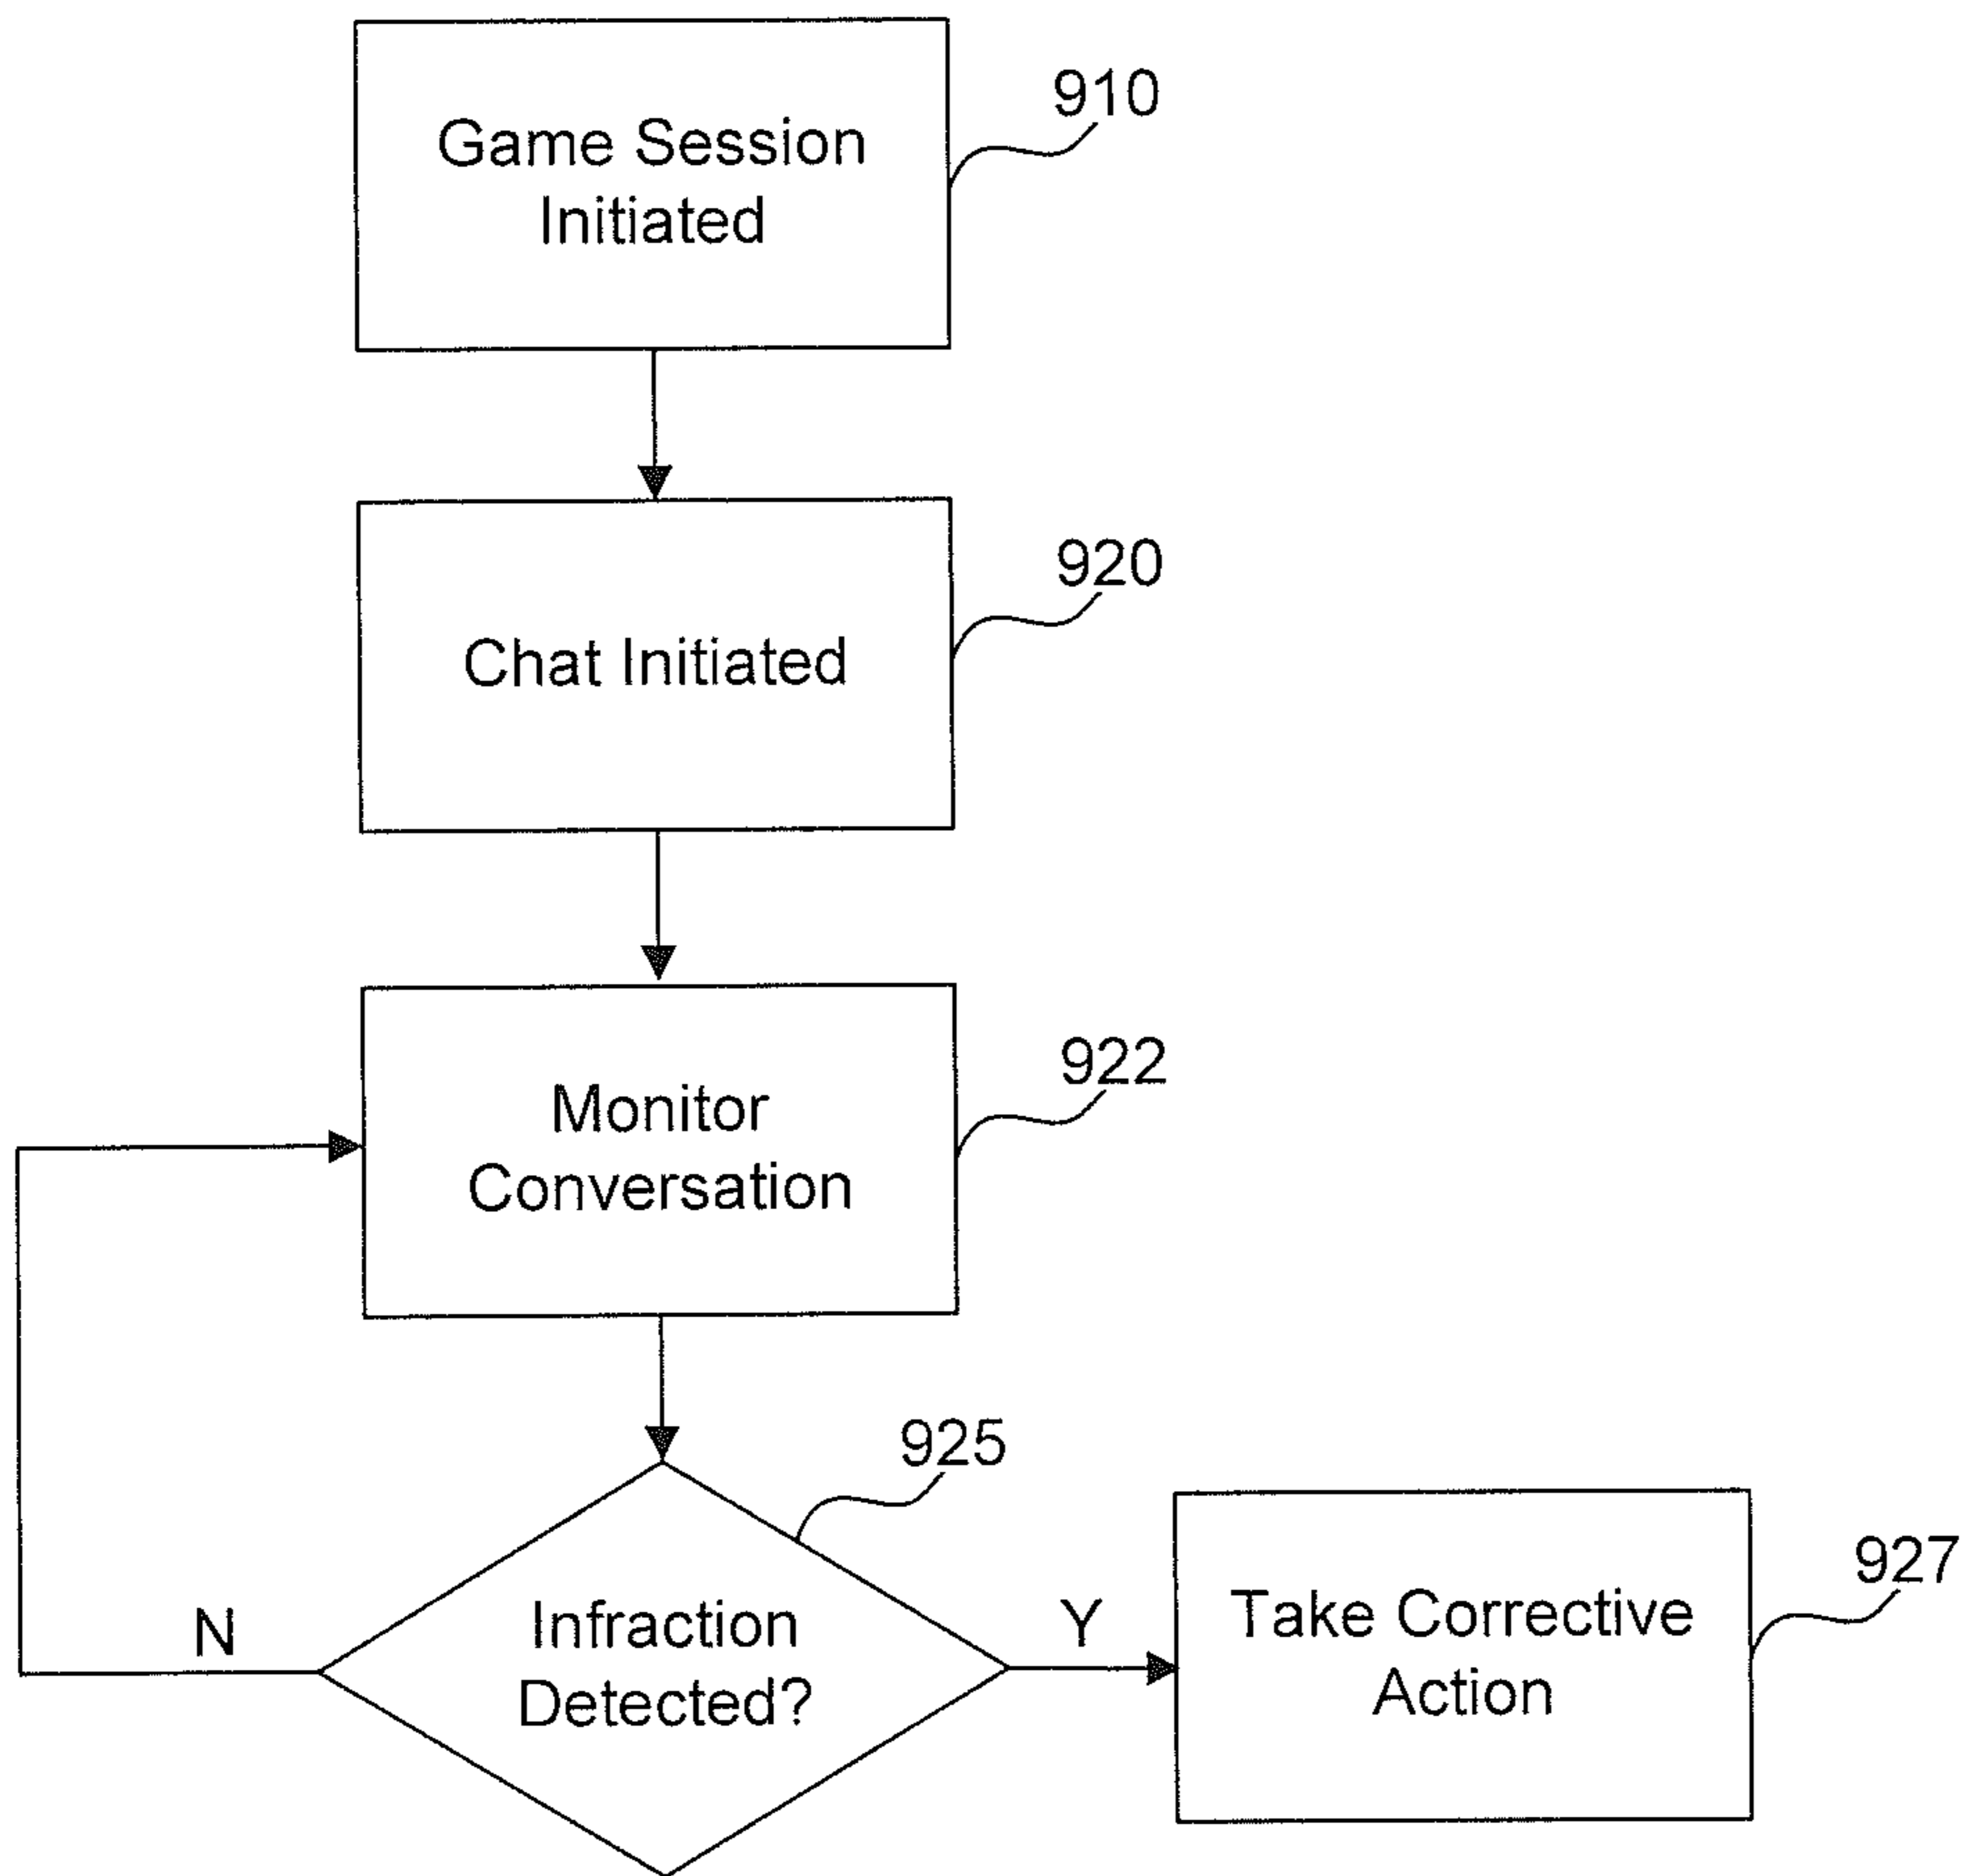 Game Session
Initiated
910
Chat Initiated
920
Monitor
Conversation
922
925
Infraction
Detected?
N
Y
Take Corrective
Action
927